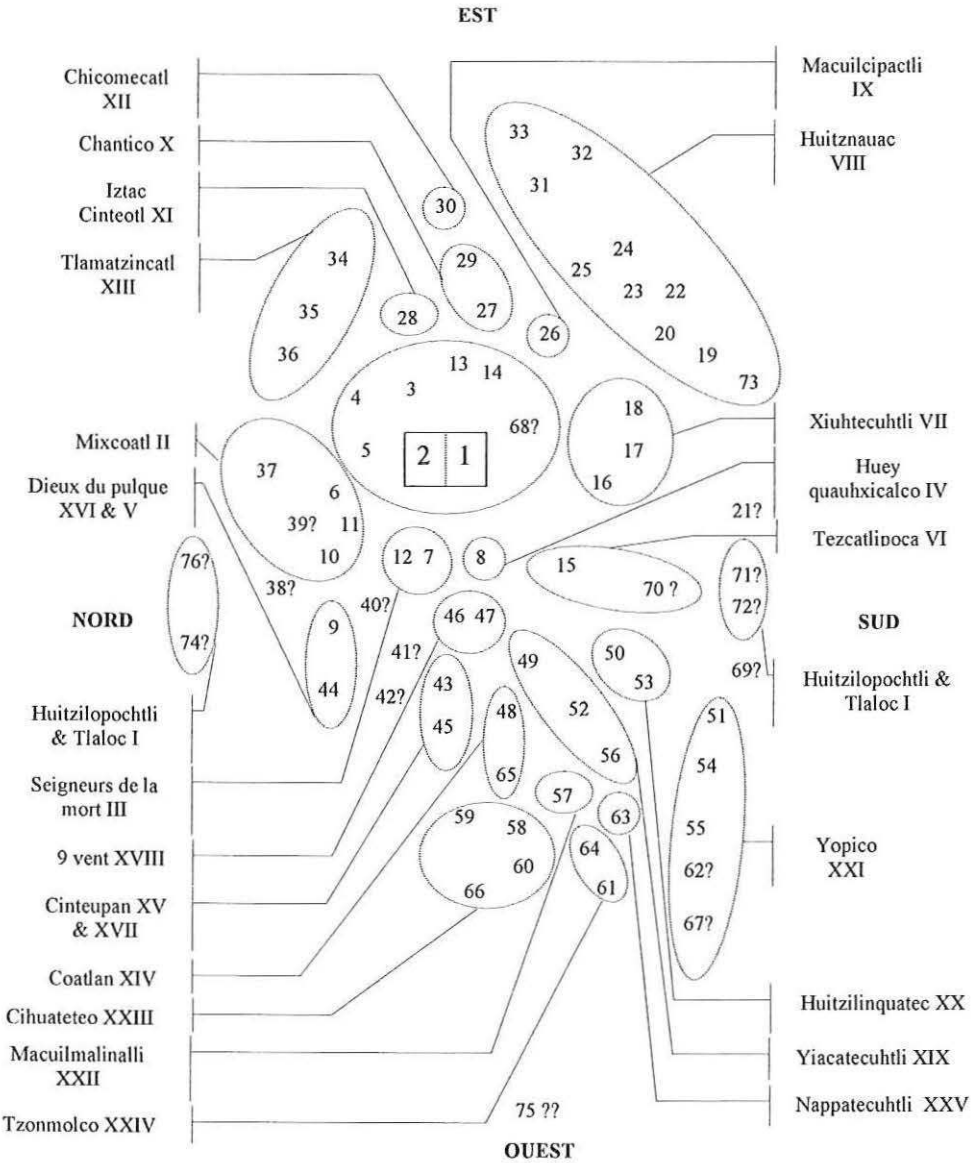 EST
Chicomecatl
XII
Chantico X
Iztac
Cinteotl XI
Tlamatzincatl
XIII
Macuilcipactli
IX
Huitznauac
VIII
33
32
31
30
34
29
24
25
23 22
35
27
28
26
20
36
19
13
14
73
4
3
68?
18
5
2 1
17
16
Mixcoatl II
Dieux du pulque
XVI & V
Xiuhtecuhtli VII
Huey
quauhxicalco IV
21?
Tezcatlipoca VI
37
6
39?
11
10
12 7
8
15
70 ?
76?
38?
40?
71?
72?
NORD
SUD
74?
9
46 47
41?
49
50
53
69?
44
42?
43
45
48
52
51
56
54
65
57
Huitzilopochtli
& Tlaloc I
Huitzilopochtli &
Tlaloc I
Seigneurs de la
mort III
59
58
63
55
60
64
62?
66
61
67?
9 vent XVIII
Yopico
XXI
Cinteupan XV
& XVII
Coatlan XIV
Cihuateteo XXIII
Macuilmalinalli
XXII
Tzonmolco XXIV
Huitzilinquatec XX
Yiacatecuhtli XIX
Nappatecuhtli XXV
75 ??
OUEST